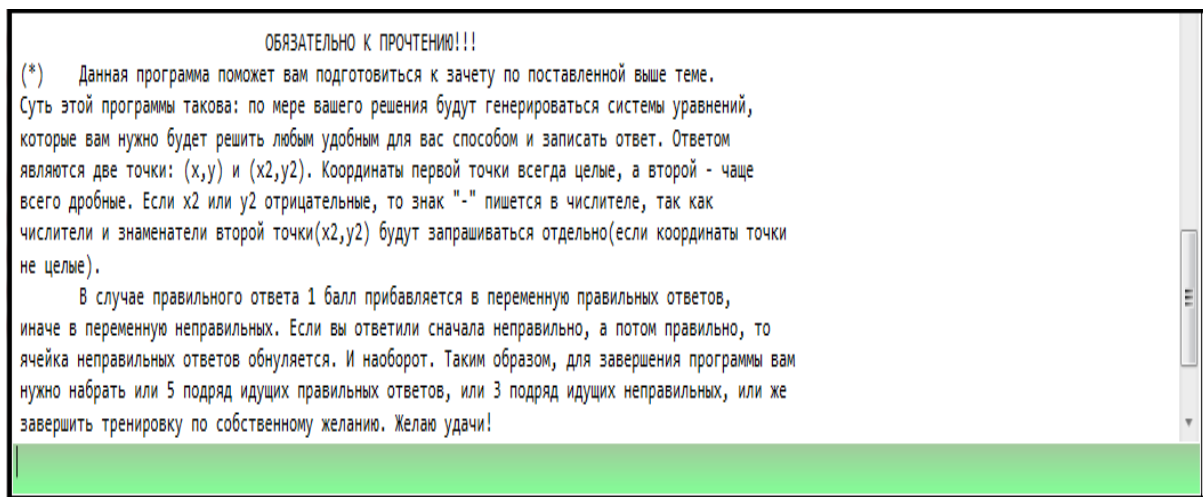 ОБЯЗАТЕЛЬНО К ПРОЧТЕНИЮ!!!
(*) Данная программа поможет вам подготовиться к зачету по поставленной выше теме.
Суть этой программы такова: по мере вашего решения будут генерироваться системы уравнений,
которые вам нужно будет решить любым удобным для вас способом и записать ответ. Ответом
являются две точки: (x,y) и (x2,y2). Координаты первой точки всегда целые, а второй - чаще
всего дробные. Если x2 или y2 отрицательные, то знак "-" пишется в числителе, так как
числители и знаменатели второй точки(x2,y2) будут запрашиваться отдельно(если координаты точки
не целые).
В случае правильного ответа 1 балл прибавляется в переменную правильных ответов,
иначе в переменную неправильных. Если вы ответили сначала неправильно, а потом правильно, то
ячейка неправильных ответов обнуляется. И наоборот. Таким образом, для завершения программы вам
нужно набрать или 5 подряд идущих правильных ответов, или 3 подряд идущих неправильных, или же
завершить тренировку по собственному желанию. Желаю удачи!